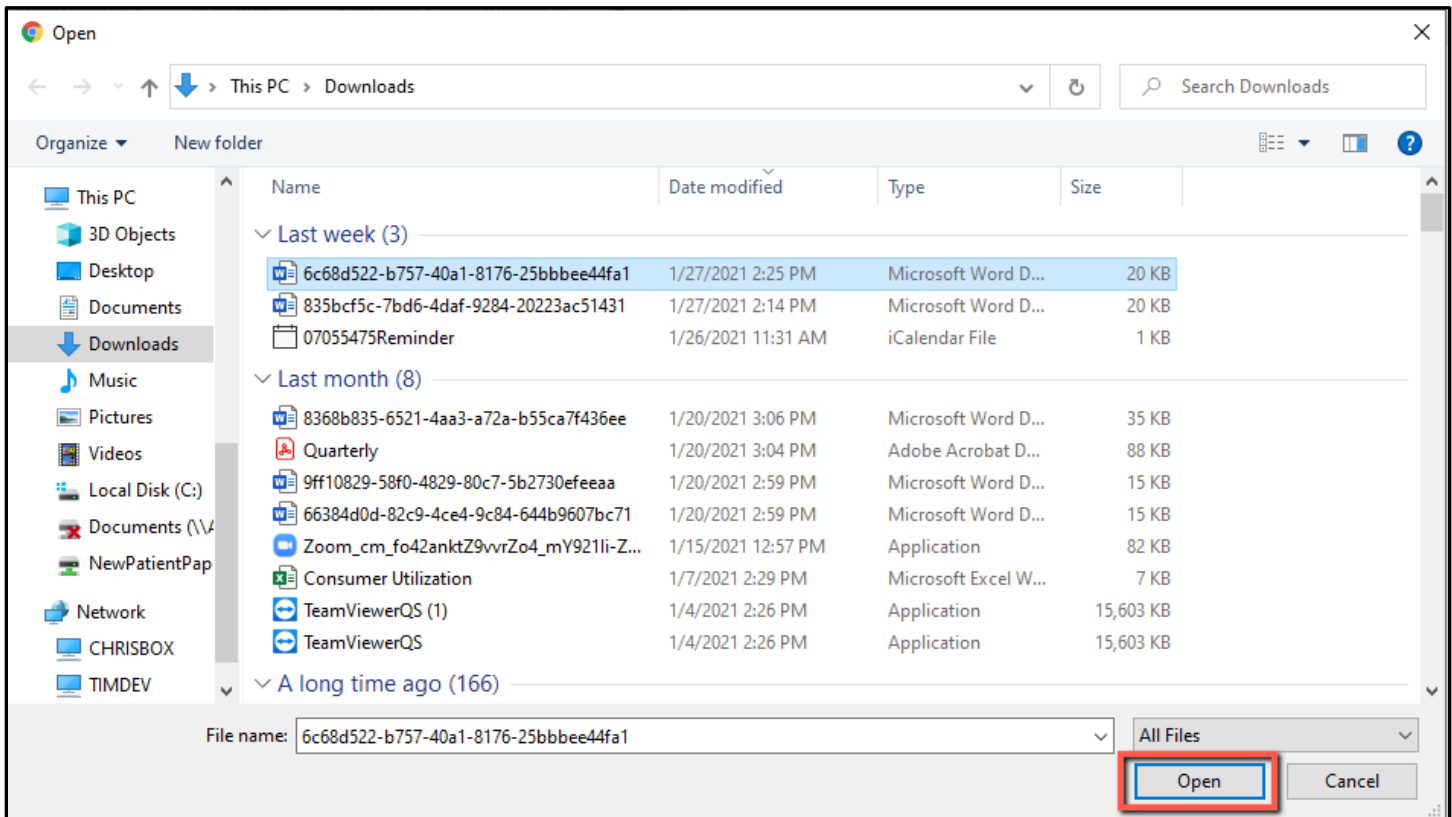 Open
This PC > Downloads
Search Downloads
Organize New folder
Name Date modified Type Size
This PC
3D Objects
Desktop
Documents
Downloads
Music
Pictures
Videos
Local Disk (C:)
Documents (\\A
NewPatientPap
Network
CHRISBOX
TIMDEV
Last week (3)
6c68d522-b757-40a1-8176-25bbbee44fa1 1/27/2021 2:25 PM Microsoft Word D... 20 KB
835bcf5c-7bd6-4daf-9284-20223ac51431 1/27/2021 2:14 PM Microsoft Word D... 20 KB
07055475Reminder 1/26/2021 11:31 AM iCalendar File 1 KB
Last month (8)
8368b835-6521-4aa3-a72a-b55ca7f436ee 1/20/2021 3:06 PM Microsoft Word D... 35 KB
Quarterly 1/20/2021 3:04 PM Adobe Acrobat D... 88 KB
9ff10829-58f0-4829-80c7-5b2730efeeaa 1/20/2021 2:59 PM Microsoft Word D... 15 KB
66384d0d-82c9-4ce4-9c84-644b9607bc71 1/20/2021 2:59 PM Microsoft Word D... 15 KB
Zoom_cm_fo42anktZ9vvrZo4_mY921li-Z... 1/15/2021 12:57 PM Application 82 KB
Consumer Utilization 1/7/2021 2:29 PM Microsoft Excel W... 7 KB
TeamViewerQS (1) 1/4/2021 2:26 PM Application 15,603 KB
TeamViewerQS 1/4/2021 2:26 PM Application 15,603 KB
A long time ago (166)
File name: 6c68d522-b757-40a1-8176-25bbbee44fa1 All Files
Open Cancel